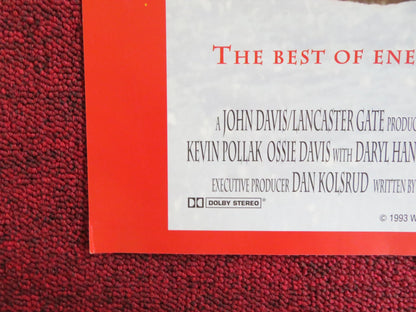 THE BEST OF ENE
A JOHN DAVIS/LANCASTER GATE PRODUC
KEVIN POLLAK OSSIE DAVIS WITH DARYL HAN
EXECUTIVE PRODUCER DAN KOLSRUD WRITTEN BY
DOLBY STEREO
© 1993 W